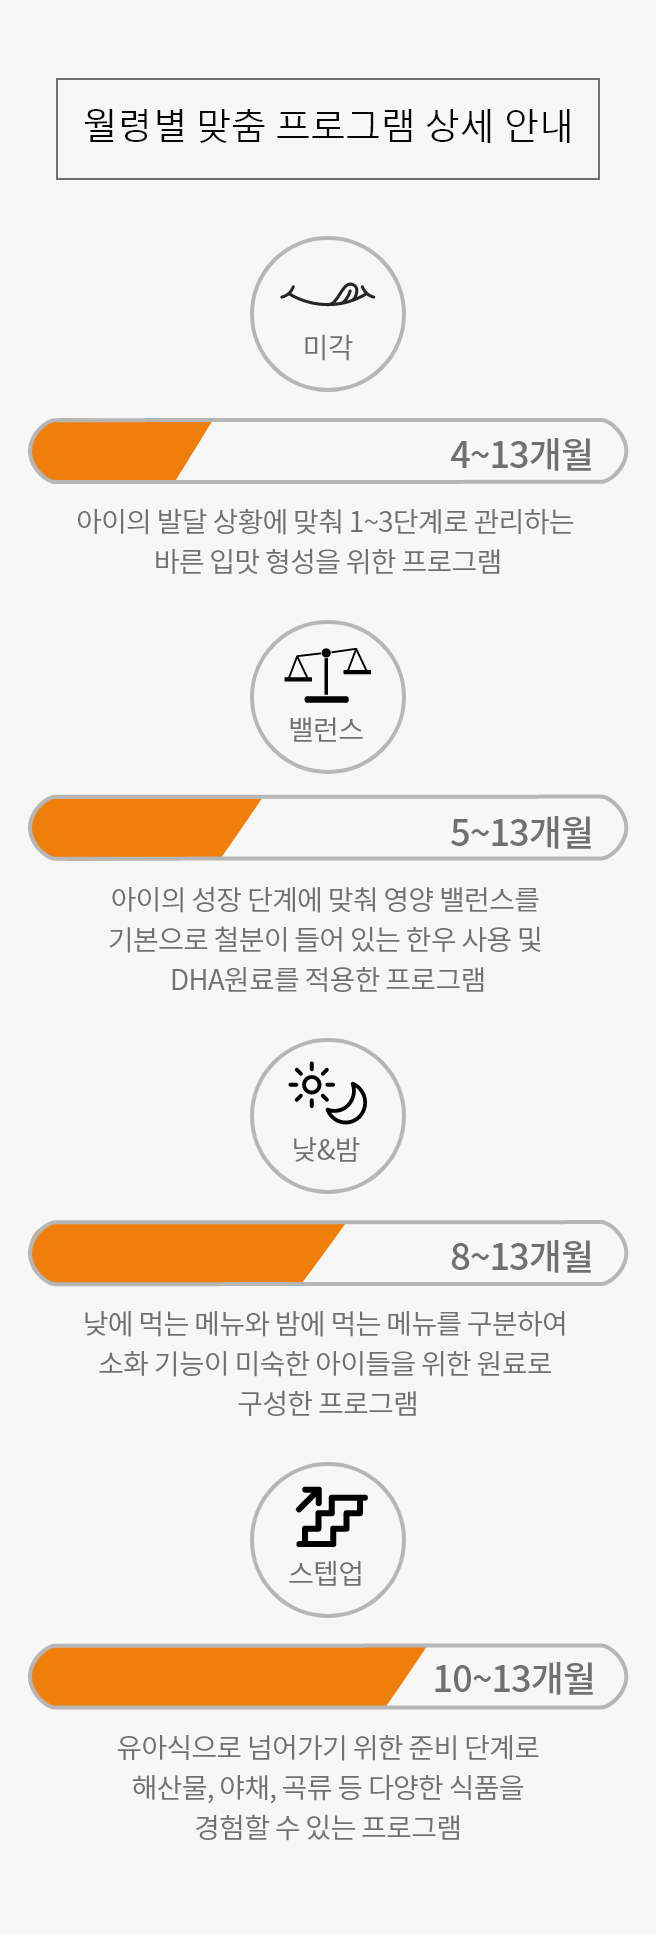 월령별 맞춤 프로그램 상세 안내
미각
4~13개월
아이의 발달 상황에 맞춰 1~3단계로 관리하는
바른 입맛 형성을 위한 프로그램
밸런스
5~13개월
아이의 성장 단계에 맞춰 영양 밸런스를
기본으로 철분이 들어 있는 한우 사용 및
DHA원료를 적용한 프로그램
낮&밤
8~13개월
낮에 먹는 메뉴와 밤에 먹는 메뉴를 구분하여
소화 기능이 미숙한 아이들을 위한 원료로
구성한 프로그램
스텝업
10~13개월
유아식으로 넘어가기 위한 준비 단계로
해산물, 야채, 곡류 등 다양한 식품을
경험할 수 있는 프로그램